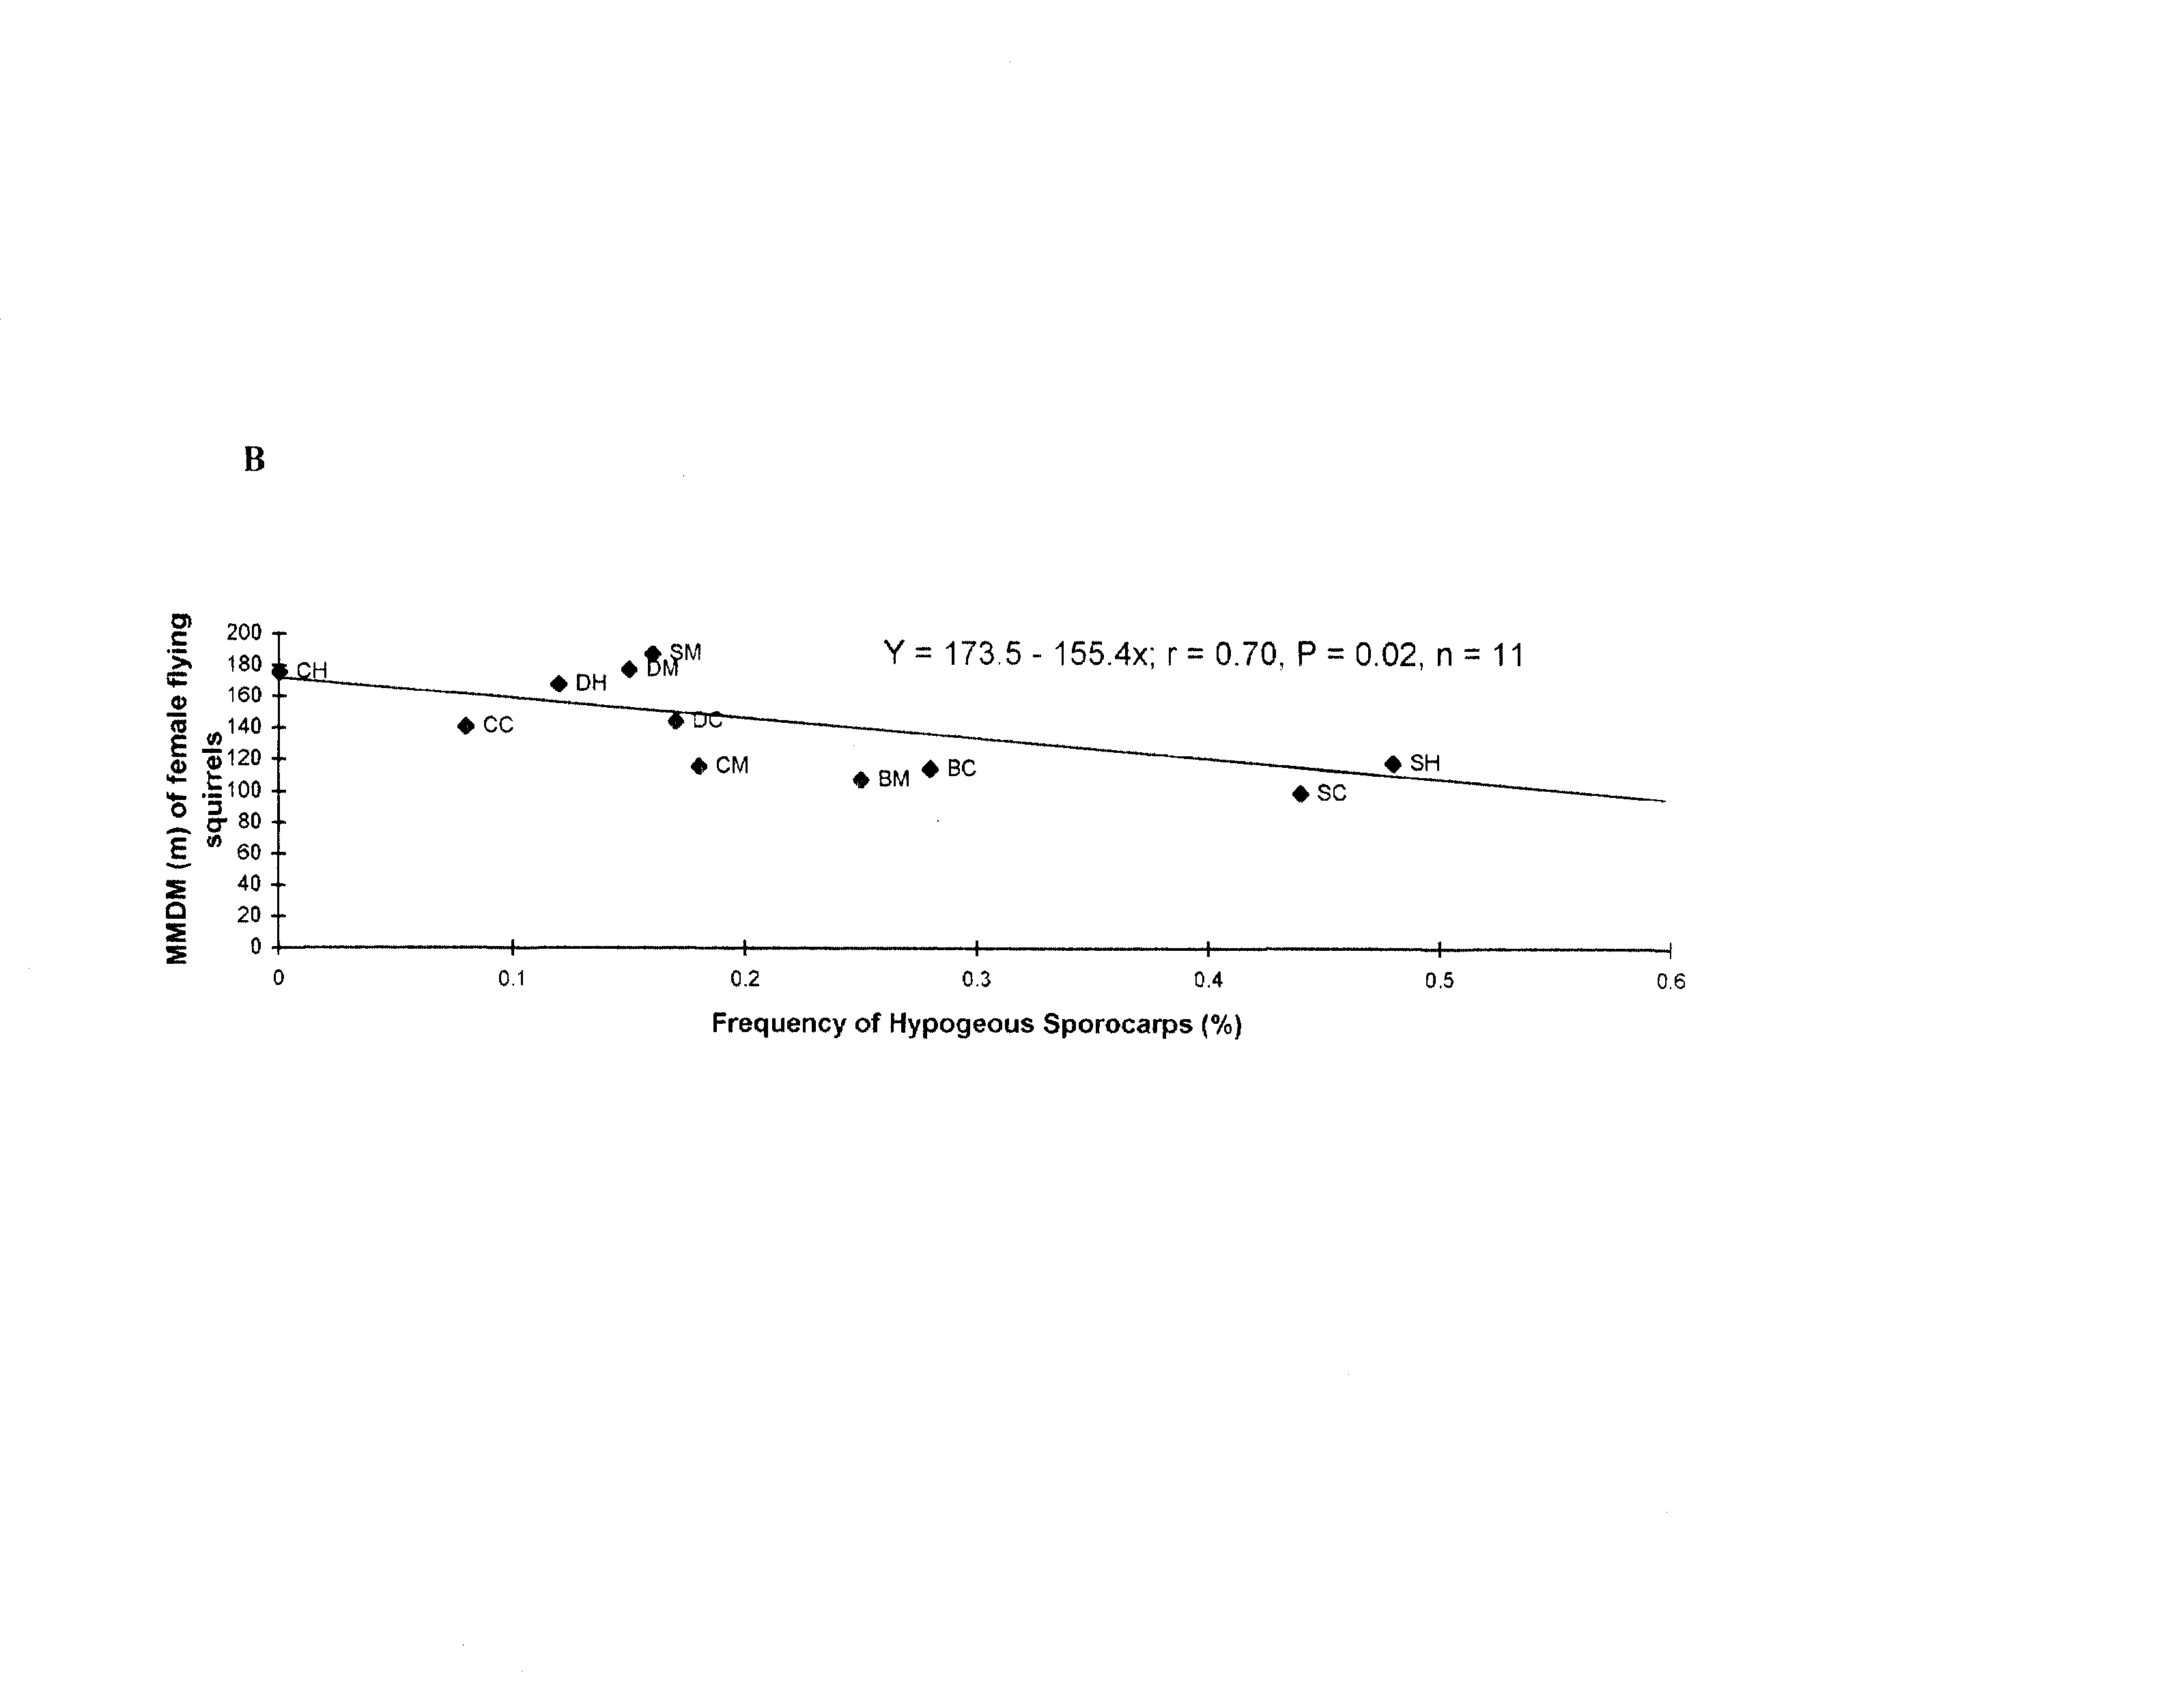 B
MMDM (m) of female flying
squirrels
200
180
160
140
120
100
80
60
40
20
0
Y = 173.5 - 155.4x; r = 0.70, P = 0.02, n = 11
SM
CH
DM
DH
DC
CC
CM
SH
BC
BM
SC
0
0.1
0.2
0.3
0.4
0.5
0.6
Frequency of Hypogeous Sporocarps (%)